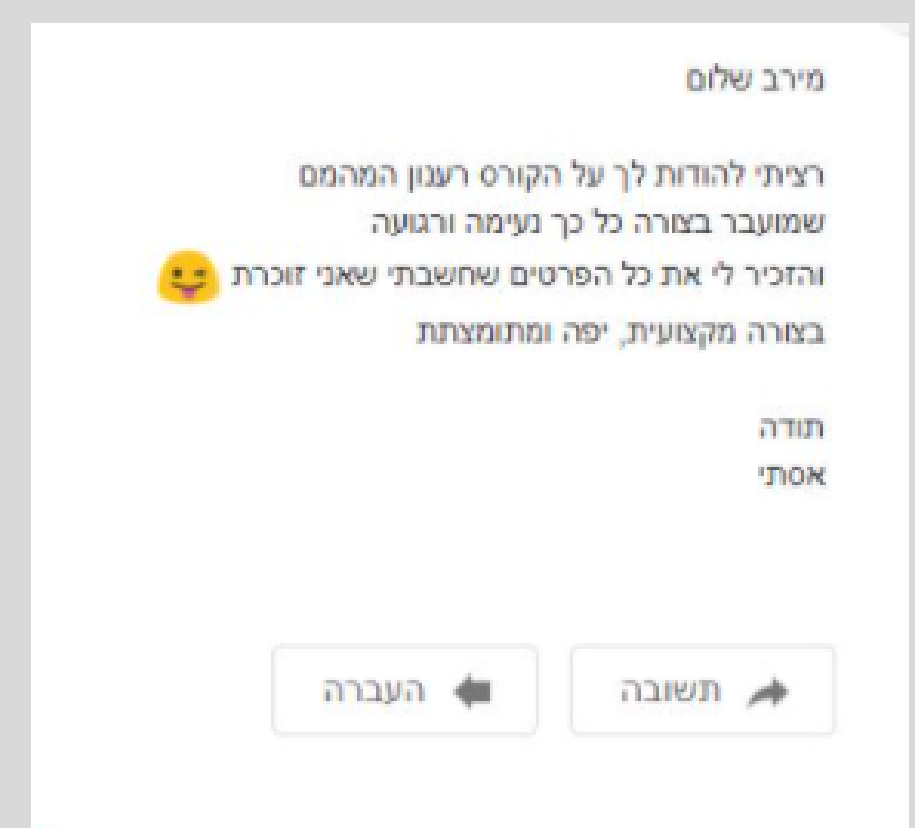 מירב שלום
רציתי להודות לך על הקורס רענון המהמם
שמועבר בצורה כל כך נעימה ורגועה
והזכיר לי את כל הפרטים שחשבתי שאני זוכרת 😜
בצורה מקצועית, יפה ומתומצתת
תודה
אסתי
תשובה
העברה